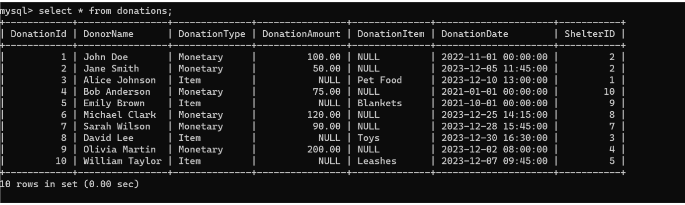 mysql> select * from donations;
+------------+----------------+--------------+----------------+--------------+---------------------+-----------+
| DonationId | DonorName      | DonationType | DonationAmount | DonationItem | DonationDate        | ShelterID |
+------------+----------------+--------------+----------------+--------------+---------------------+-----------+
|          1 | John Doe       | Monetary     |         100.00 | NULL         | 2022-11-01 00:00:00 |         2 |
|          2 | Jane Smith     | Monetary     |          50.00 | NULL         | 2023-12-05 11:45:00 |         2 |
|          3 | Alice Johnson  | Item         |           NULL | Pet Food     | 2023-12-10 13:00:00 |         1 |
|          4 | Bob Anderson   | Monetary     |          75.00 | NULL         | 2021-10-01 00:00:00 |        10 |
|          5 | Emily Brown    | Item         |           NULL | Blankets     | 2023-01-01 00:00:00 |         9 |
|          6 | Michael Clark  | Monetary     |         120.00 | NULL         | 2023-12-25 14:15:00 |         8 |
|          7 | Sarah Wilson   | Monetary     |          90.00 | NULL         | 2023-12-28 15:45:00 |         7 |
|          8 | David Lee      | Item         |           NULL | Toys         | 2023-12-30 16:30:00 |         3 |
|          9 | Olivia Martin  | Monetary     |         200.00 | NULL         | 2023-12-02 08:00:00 |         4 |
|         10 | William Taylor | Item         |           NULL | Leashes      | 2023-12-07 09:45:00 |         5 |
+------------+----------------+--------------+----------------+--------------+---------------------+-----------+
10 rows in set (0.00 sec)